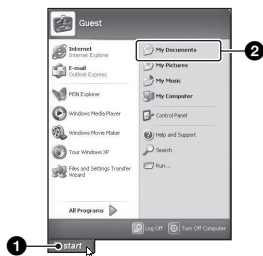 Guest
Internet
Internet Explorer
E-mail
Outlook Express
MSN Explorer
Windows Media Player
Windows Movie Maker
Tour Windows XP
Files and Settings Transfer
Wizard
All Programs
My Documents
My Pictures
My Music
My Computer
Control Panel
Help and Support
Search
Run...
Log Off
Turn Off Computer
start
1
2